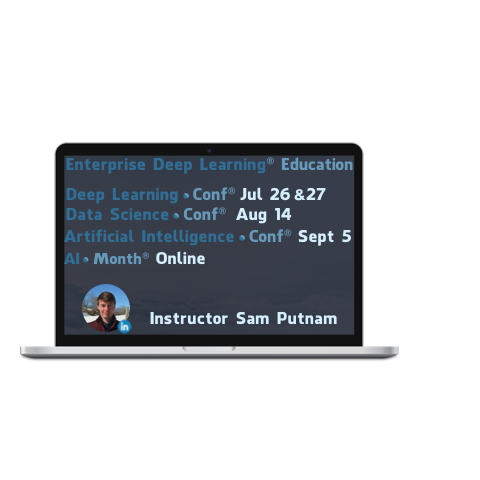 Enterprise Deep Learning® Education
Deep Learning • Conf® Jul 26 &27
Data Science • Conf® Aug 14
Artificial Intelligence • Conf® Sept 5
AI • Month® Online
in
Instructor Sam Putnam